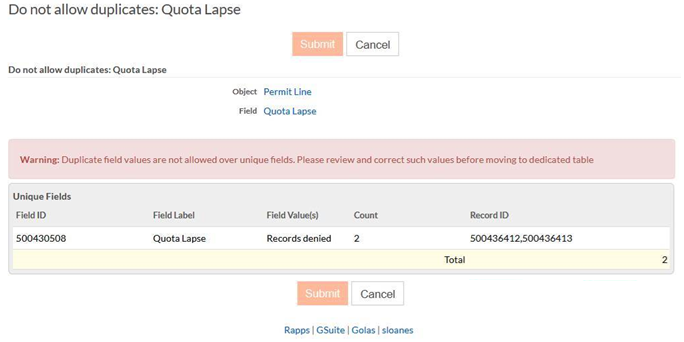 Do not allow duplicates: Quota Lapse
Submit Cancel
Do not allow duplicates: Quota Lapse
Object Permit Line
Field Quota Lapse
Warning: Duplicate field values are not allowed over unique fields. Please review and correct such values before moving to dedicated table
Unique Fields
Field ID Field Label Field Value(s) Count Record ID
500430508 Quota Lapse Records denied 2 500436412,500436413
Total 2
Submit Cancel
Rapps | GSuite | Golas | sloanes